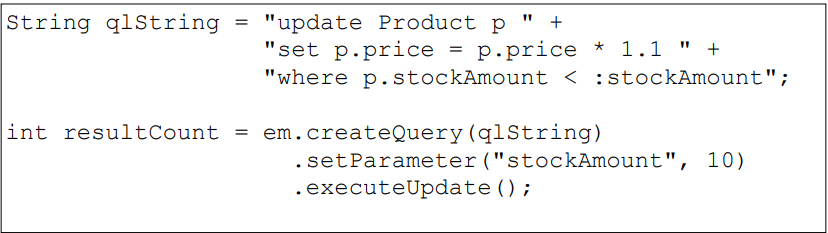 String qlString = "update Product p " +
                  "set p.price = p.price * 1.1 " +
                  "where p.stockAmount < :stockAmount";

int resultCount = em.createQuery(qlString)
                    .setParameter("stockAmount", 10)
                    .executeUpdate();